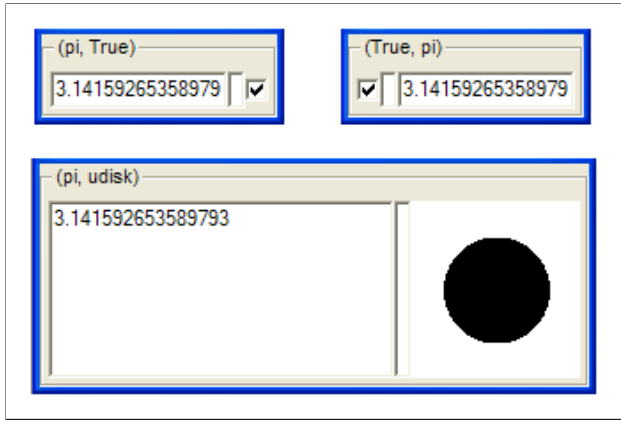 (pi, True)
3.14159265358979
(True, pi)
3.14159265358979
(pi, udisk)
3.141592653589793